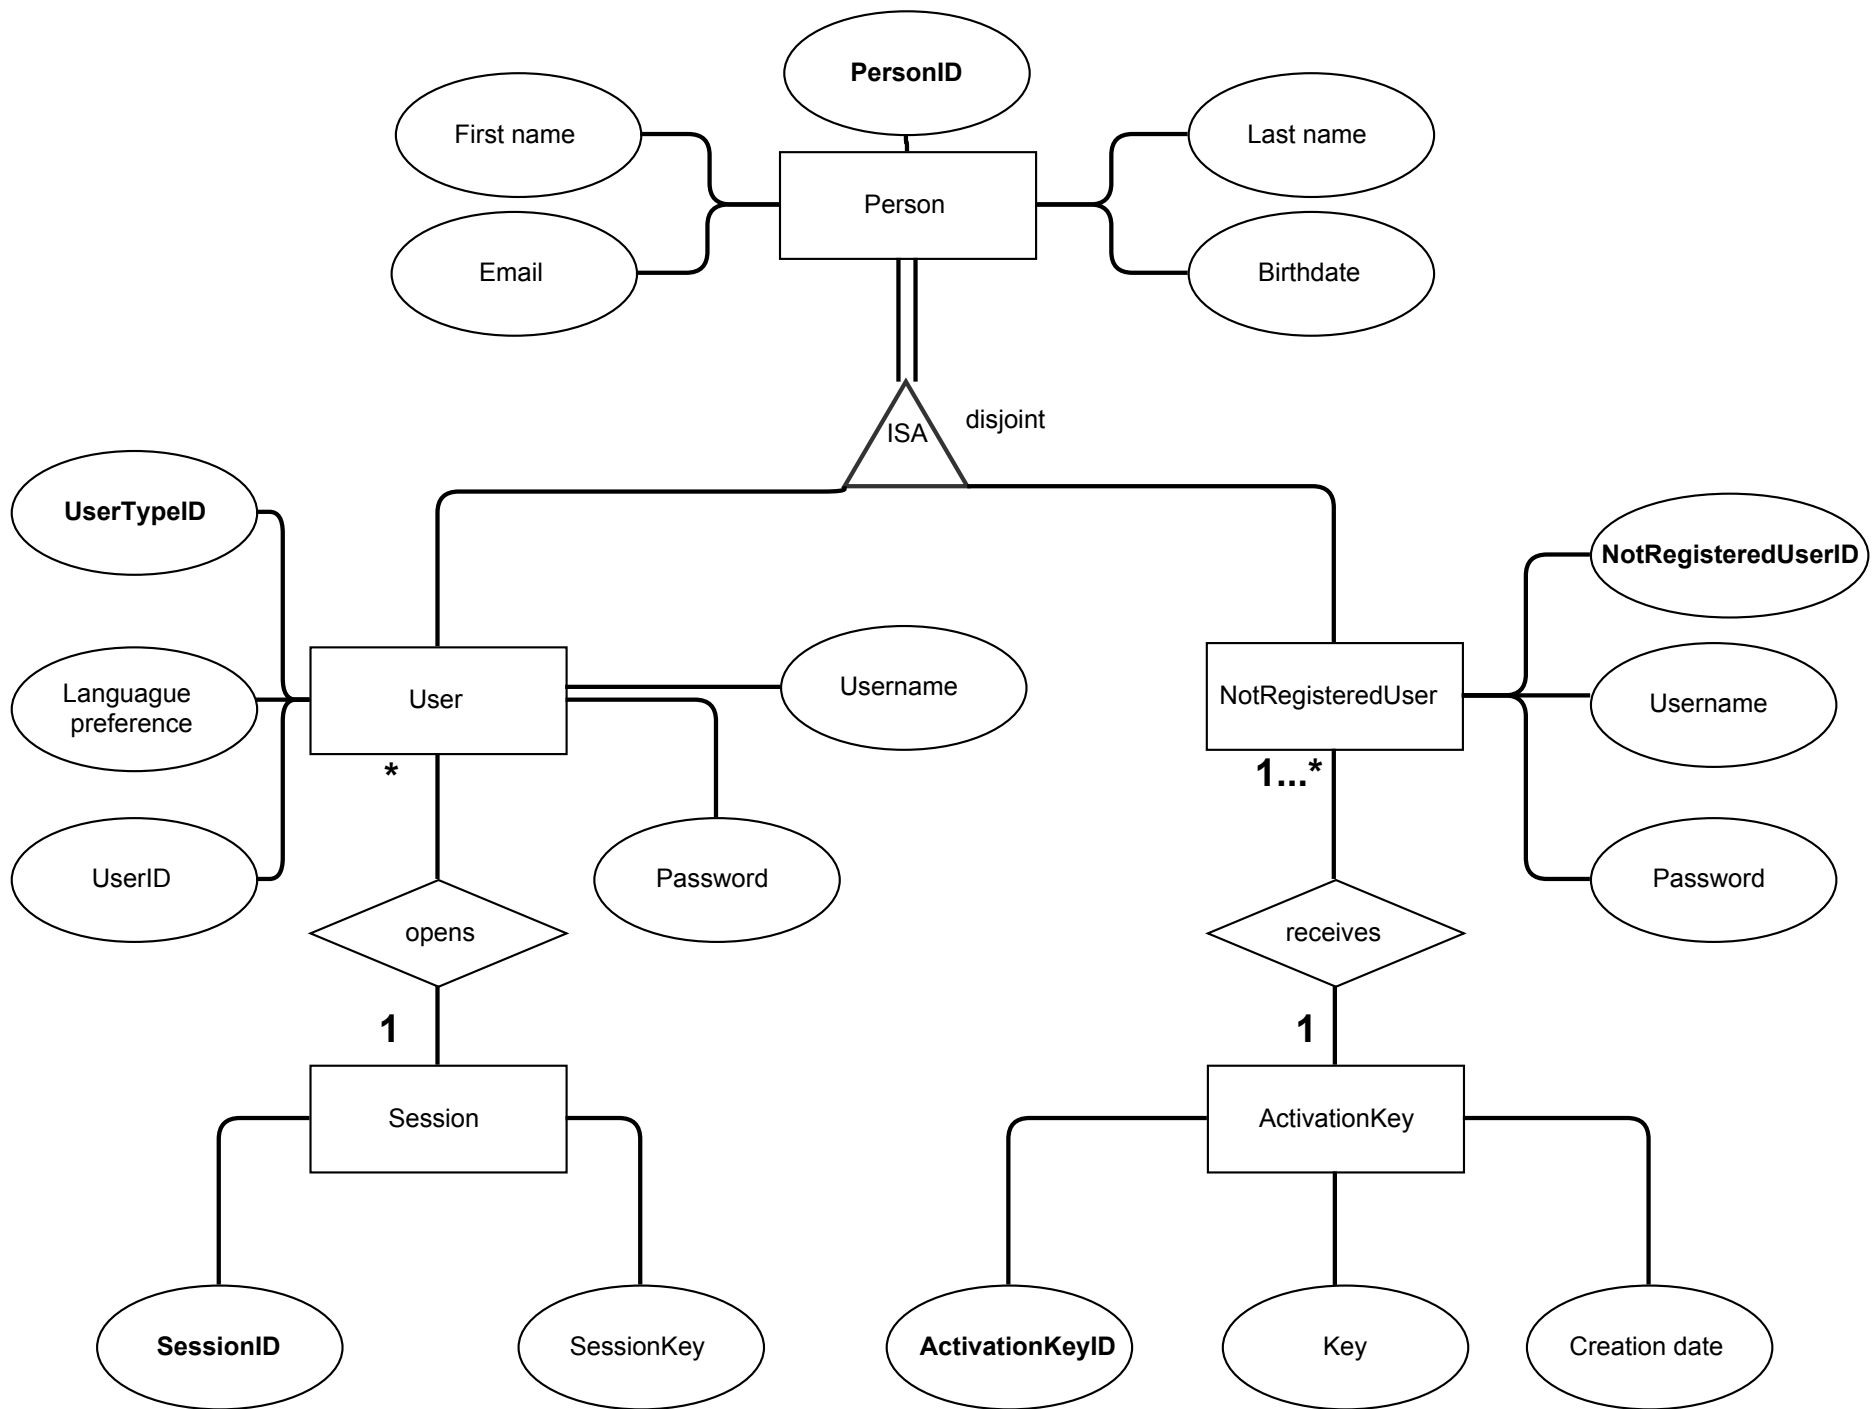 PersonID
First name
Last name
Person
Email
Birthdate
disjoint
ISA
UserTypeID
NotRegisteredUserID
Languague
preference
User
Username
NotRegisteredUser
Username
*
1...*
UserID
Password
Password
opens
receives
1
1
Session
ActivationKey
SessionID
SessionKey
ActivationKeyID
Key
Creation date